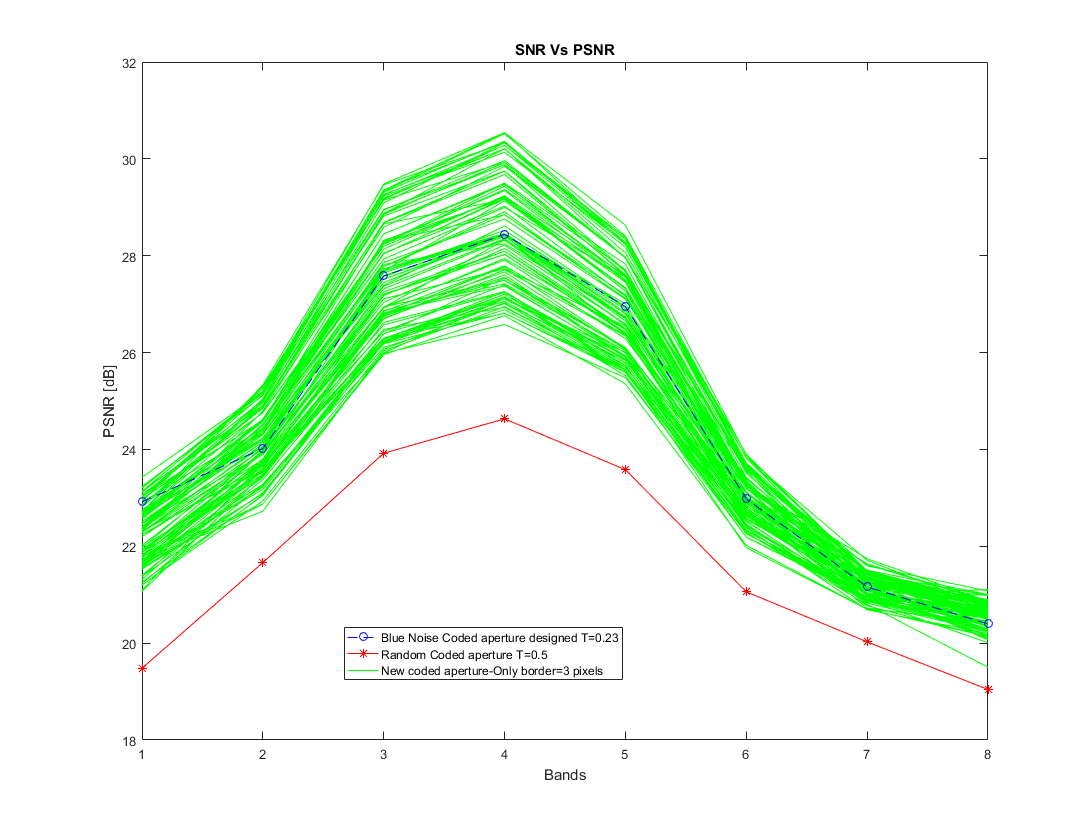 SNR Vs PSNR
32
30
28
26
24
22
20
18
PSNR [dB]
Blue Noise Coded aperture designed T=0.23
Random Coded aperture T=0.5
New coded aperture-Only border=3 pixels
1 2 3 4 5 6 7 8
Bands